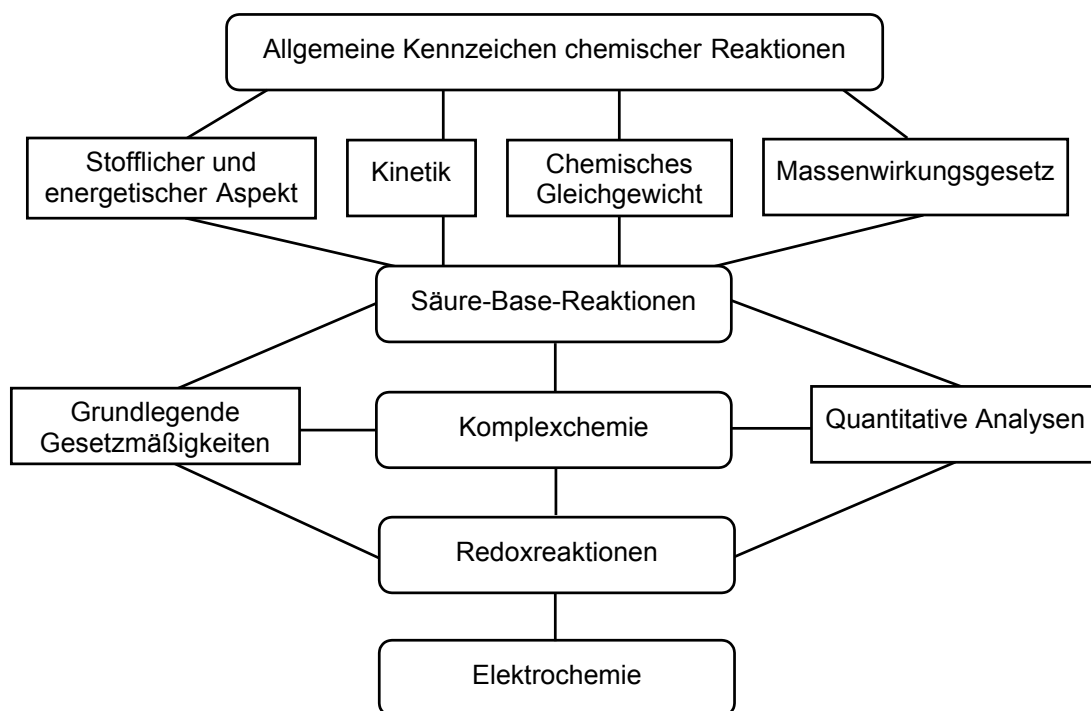 Allgemeine Kennzeichen chemischer Reaktionen
Stofflicher und
energetischer Aspekt
Kinetik
Chemisches
Gleichgewicht
Massenwirkungsgesetz
Säure-Base-Reaktionen
Grundlegende
Gesetzmäßigkeiten
Komplexchemie
Quantitative Analysen
Redoxreaktionen
Elektrochemie